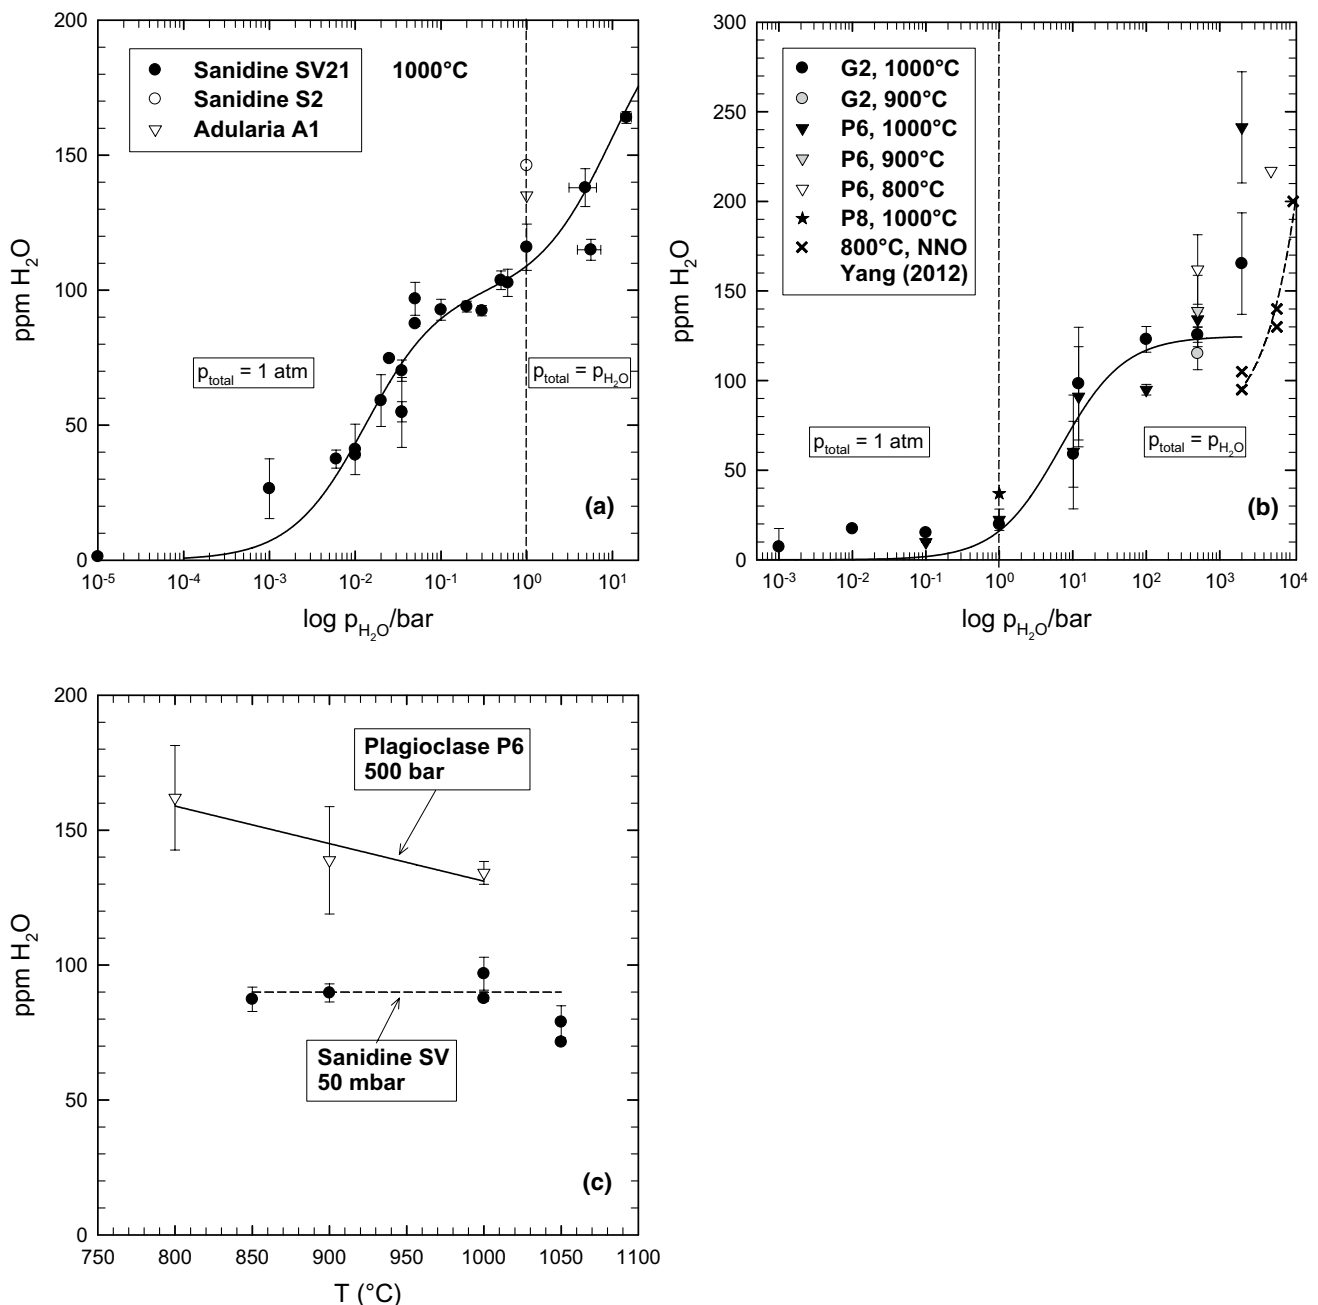 200
150
100
50
0
ppm H2O
Sanidine SV21 1000°C
Sanidine S2
Adularia A1
ptotal = 1 atm
ptotal = pH2O
(a)
10-5 10-3 10-2 10-1 100 101
log pH2O/bar
300
250
200
150
100
50
0
ppm H2O
G2, 1000°C
G2, 900°C
P6, 1000°C
P6, 900°C
P6, 800°C
P8, 1000°C
800°C, NNO
Yang (2012)
ptotal = 1 atm
ptotal = pH2O
(b)
10-3 10-2 10-1 100 101 102 103 104
log pH2O/bar
200
150
100
50
0
ppm H2O
Plagioclase P6
500 bar
Sanidine SV
50 mbar
(c)
750 800 850 900 950 1000 1050 1100
T (°C)